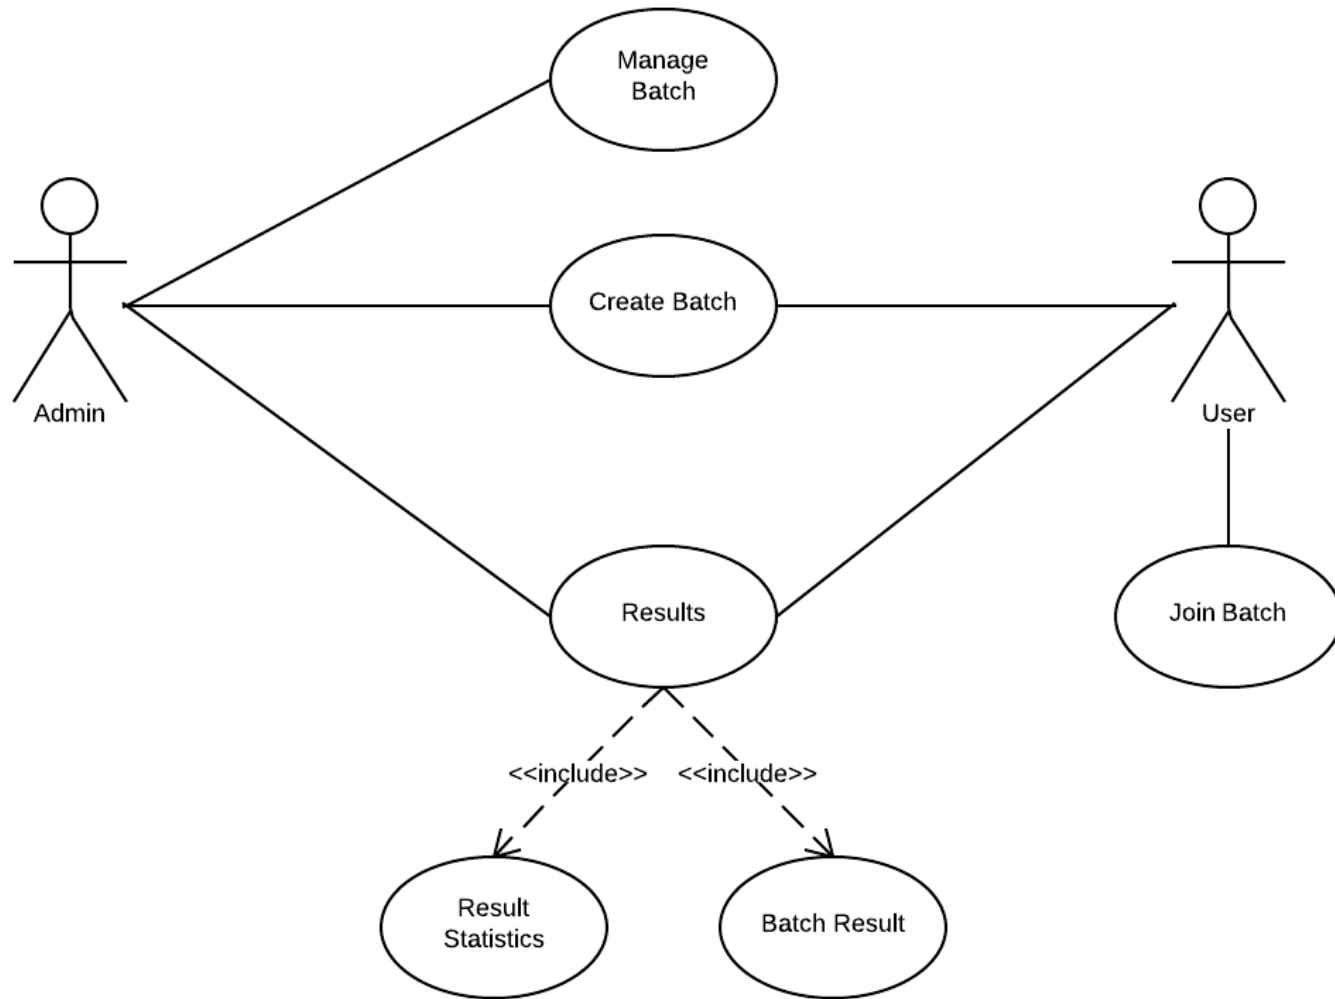 Manage
Batch
Create Batch
Admin
User
Results
Join Batch
<<include>>
<<include>>
Result
Statistics
Batch Result